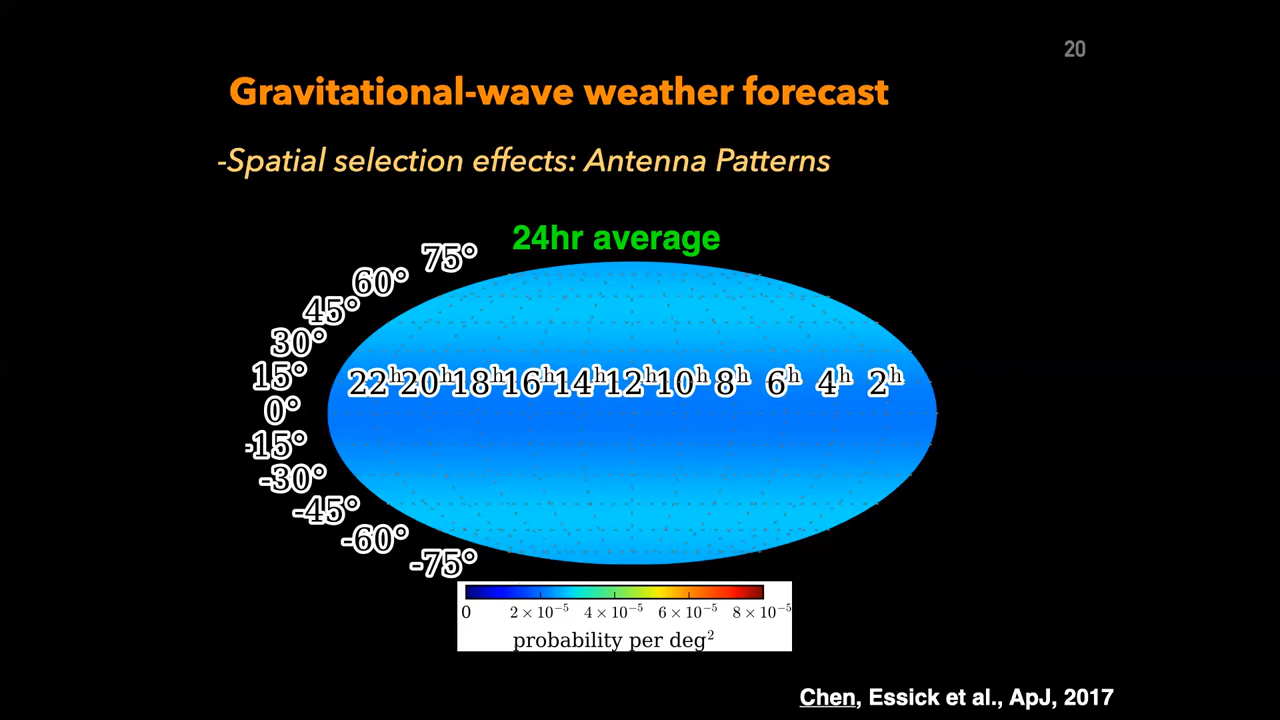 20
Gravitational-wave weather forecast
-Spatial selection effects: Antenna Patterns
24hr average
75°
60°
45°
30°
15°
22ʰ 20ʰ 18ʰ 16ʰ 14ʰ 12ʰ 10ʰ 8ʰ 6ʰ 4ʰ 2ʰ
0°
-15°
-30°
-45°
-60°
-75°
0 2×10⁻⁵ 4×10⁻⁵ 6×10⁻⁵ 8×10⁻⁵
probability per deg²
Chen, Essick et al., ApJ, 2017